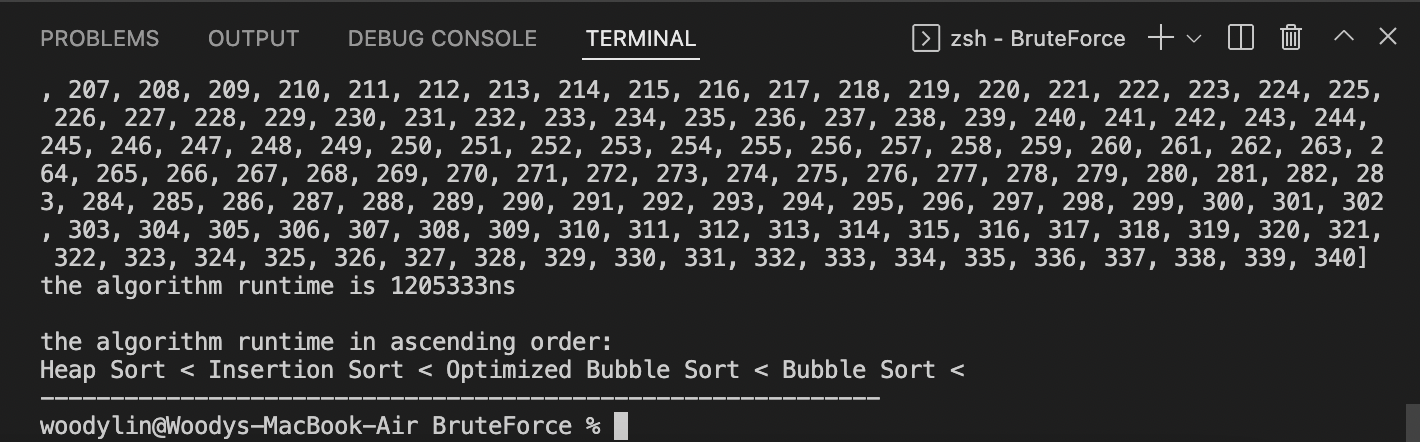 PROBLEMS OUTPUT DEBUG CONSOLE TERMINAL zsh - BruteForce
, 207, 208, 209, 210, 211, 212, 213, 214, 215, 216, 217, 218, 219, 220, 221, 222, 223, 224, 225,
226, 227, 228, 229, 230, 231, 232, 233, 234, 235, 236, 237, 238, 239, 240, 241, 242, 243, 244,
245, 246, 247, 248, 249, 250, 251, 252, 253, 254, 255, 256, 257, 258, 259, 260, 261, 262, 263, 2
64, 265, 266, 267, 268, 269, 270, 271, 272, 273, 274, 275, 276, 277, 278, 279, 280, 281, 282, 28
3, 284, 285, 286, 287, 288, 289, 290, 291, 292, 293, 294, 295, 296, 297, 298, 299, 300, 301, 302
, 303, 304, 305, 306, 307, 308, 309, 310, 311, 312, 313, 314, 315, 316, 317, 318, 319, 320, 321,
322, 323, 324, 325, 326, 327, 328, 329, 330, 331, 332, 333, 334, 335, 336, 337, 338, 339, 340]
the algorithm runtime is 1205333ns
the algorithm runtime in ascending order:
Heap Sort < Insertion Sort < Optimized Bubble Sort < Bubble Sort <
------------------------------------------------------------
woodylin@Woodys-MacBook-Air BruteForce %